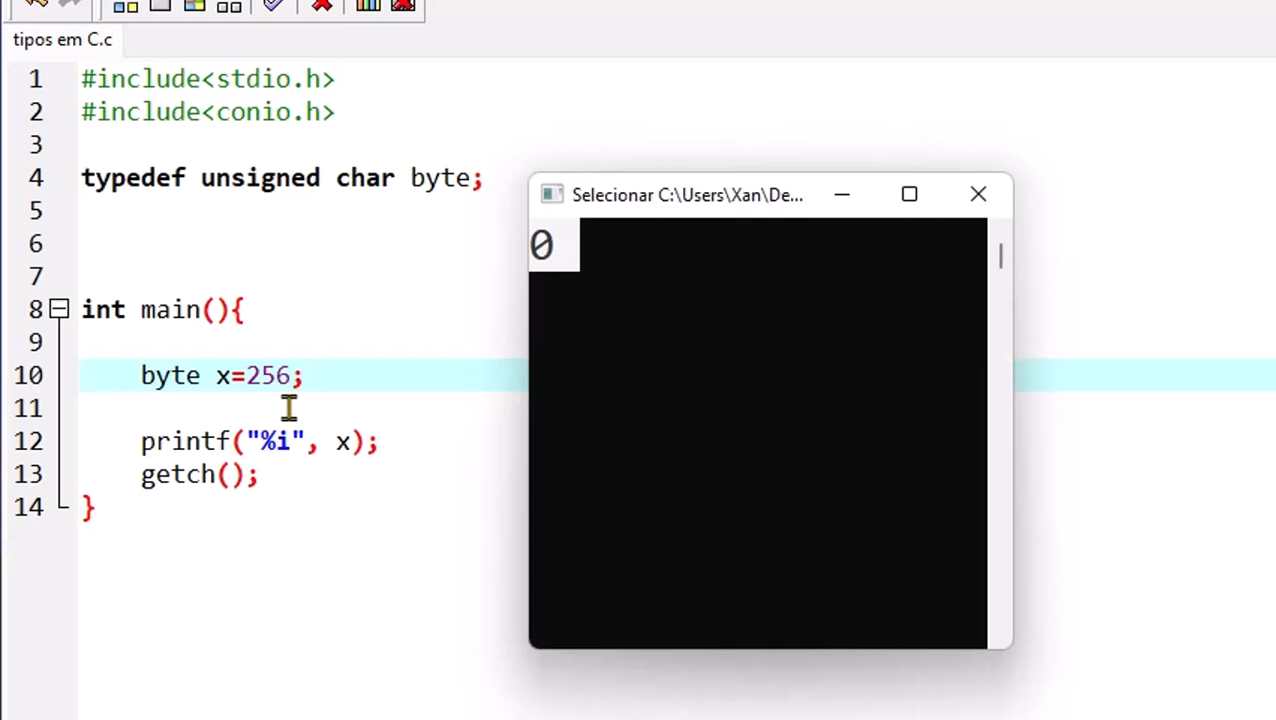 tipos em C.c
1 #include<stdio.h>
2 #include<conio.h>
3
4 typedef unsigned char byte;
5
6
7
8 int main(){
9
10 byte x=256;
11
12 printf("%i", x);
13 getch();
14 }
Selecionar C:\Users\Xan\De...
0